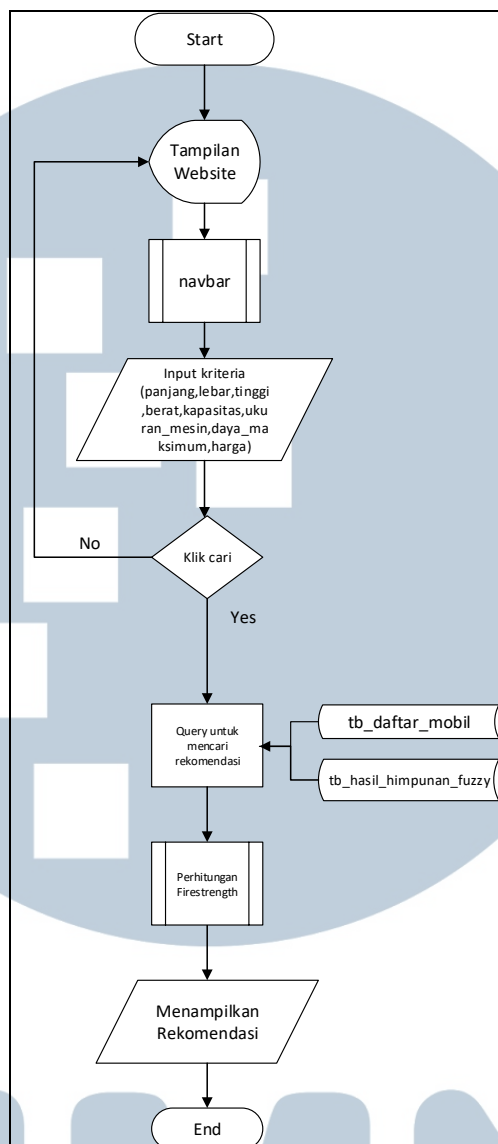 Start
Tampilan
Website
navbar
Input kriteria
(panjang,lebar,tinggi
,berat,kapasitas,uku
ran_mesin,daya_ma
ksimum,harga)
No
Klik cari
Yes
Query untuk
mencari
rekomendasi
tb_daftar_mobil
tb_hasil_himpunan_fuzzy
Perhitungan
Firestrength
Menampilkan
Rekomendasi
End